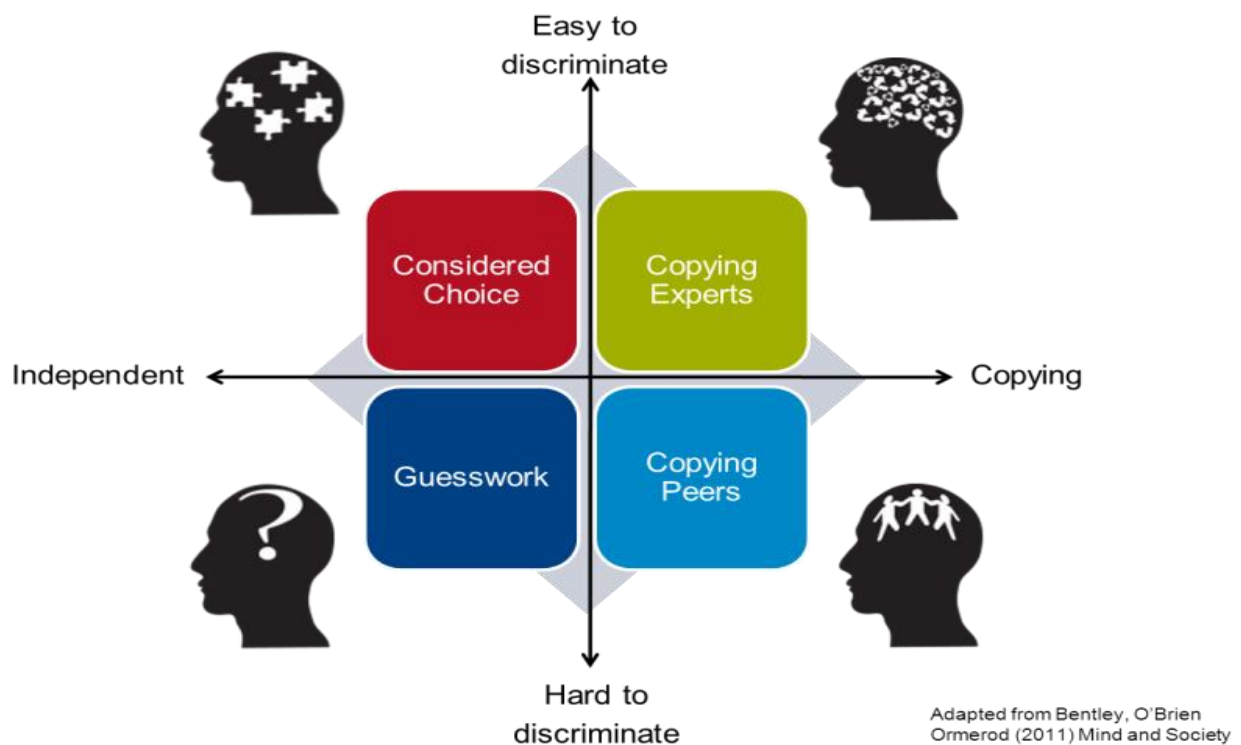 Easy to
discriminate
Considered
Choice
Copying
Experts
Independent
Copying
Guesswork
Copying
Peers
Hard to
discriminate
Adapted from Bentley, O'Brien
Ormerod (2011) Mind and Society